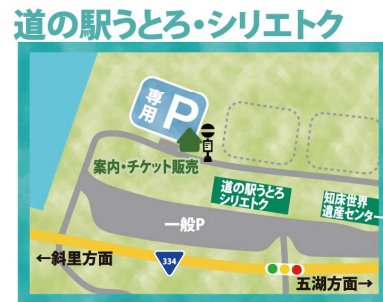 道の駅うとろ・シリエトク
専用
P
案内・チケット販売
道の駅うとろ
シリエトク
知床世界
遺産センター
一般P
←斜里方面
334
五湖方面→